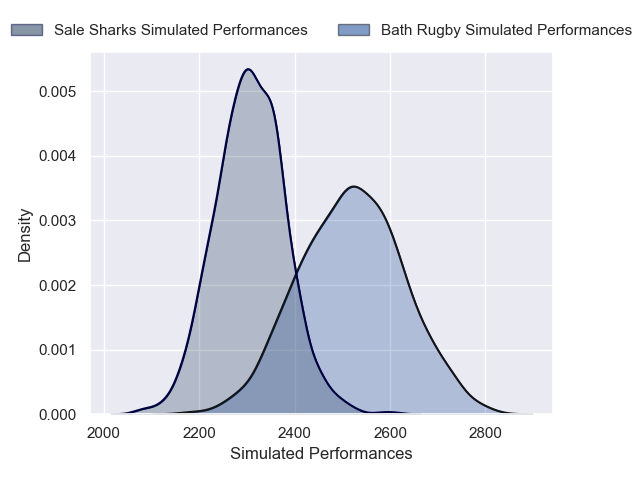 Sale Sharks Simulated Performances
Bath Rugby Simulated Performances
0.005
0.004
0.003
0.002
0.001
0.000
Density
2000 2200 2400 2600 2800
Simulated Performances